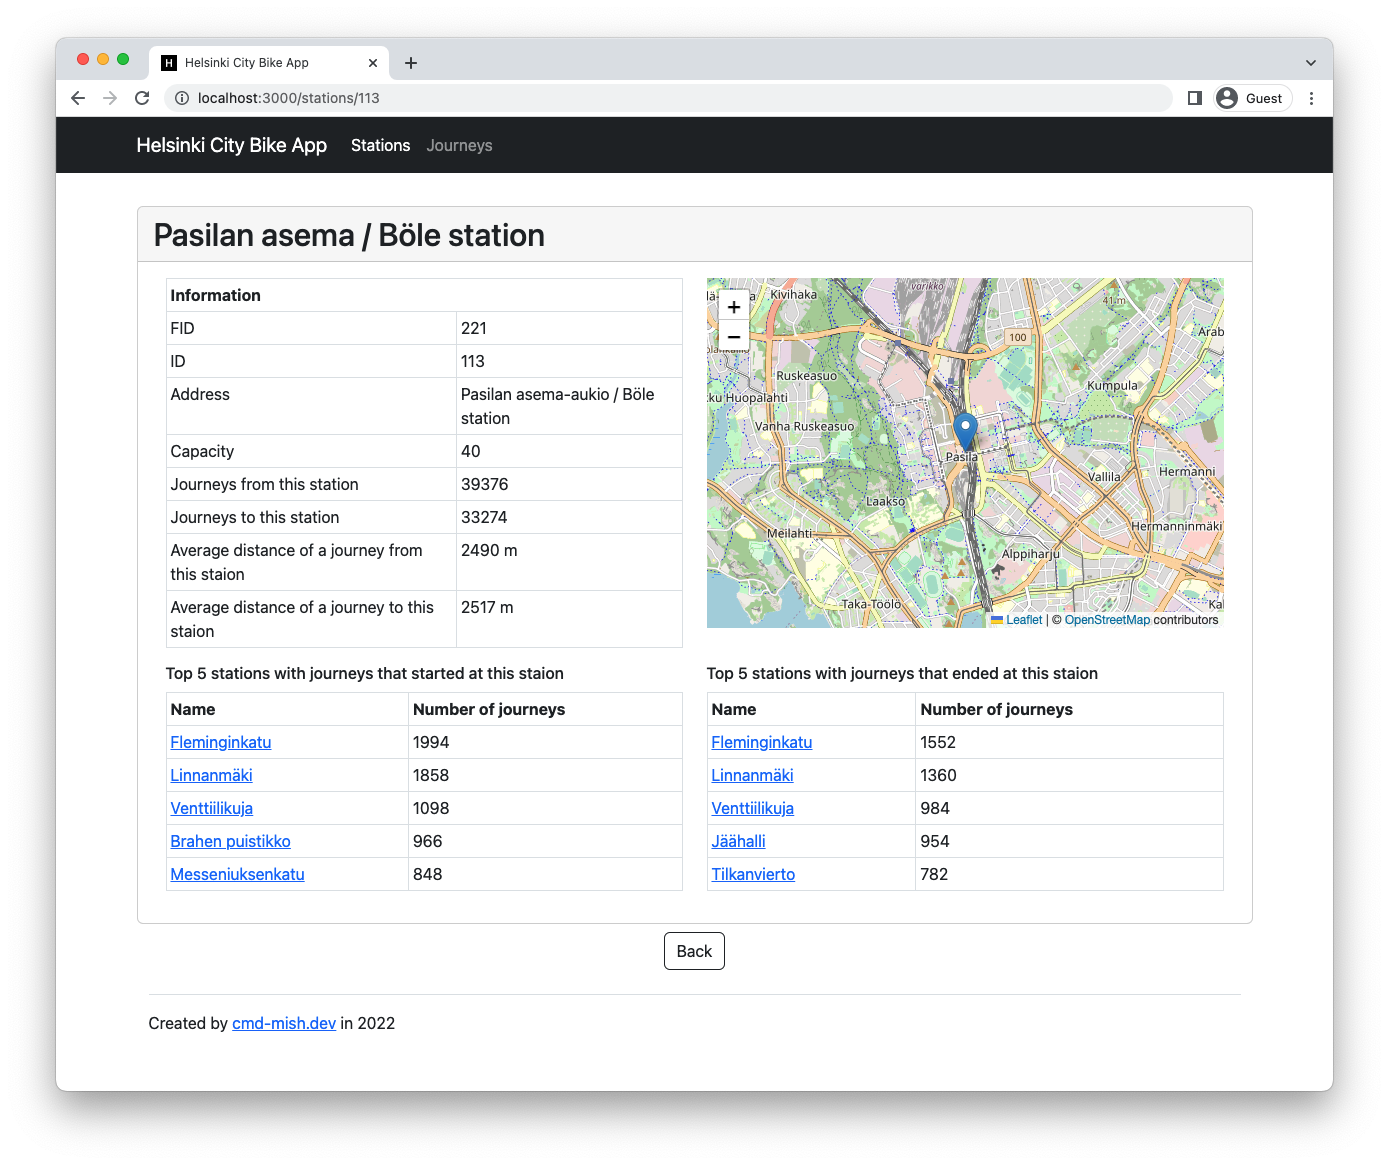 Helsinki City Bike App
localhost:3000/stations/113
Guest
Helsinki City Bike App Stations Journeys
Pasilan asema / Böle station
Information
FID 221
ID 113
Address Pasilan asema-aukio / Böle
station
Capacity 40
Journeys from this station 39376
Journeys to this station 33274
Average distance of a journey from 2490 m
this staion
Average distance of a journey to this 2517 m
staion
+
−
Kivihaka
varikko
41 m
100
Arab
Ruskeasuo
Kumpula
ku Huopalahti
Vanha Ruskeasuo
Pasila
Vallila
Hermanni
Laakso
Hermanninmäki
Meilahti
Alppiharju
Taka-Töölö
Ka
Leaflet | © OpenStreetMap contributors
Top 5 stations with journeys that started at this staion
Name Number of journeys
Fleminginkatu 1994
Linnanmäki 1858
Venttiilikuja 1098
Brahen puistikko 966
Messeniuksenkatu 848
Top 5 stations with journeys that ended at this staion
Name Number of journeys
Fleminginkatu 1552
Linnanmäki 1360
Venttiilikuja 984
Jäähalli 954
Tilkanvierto 782
Back
Created by cmd-mish.dev in 2022